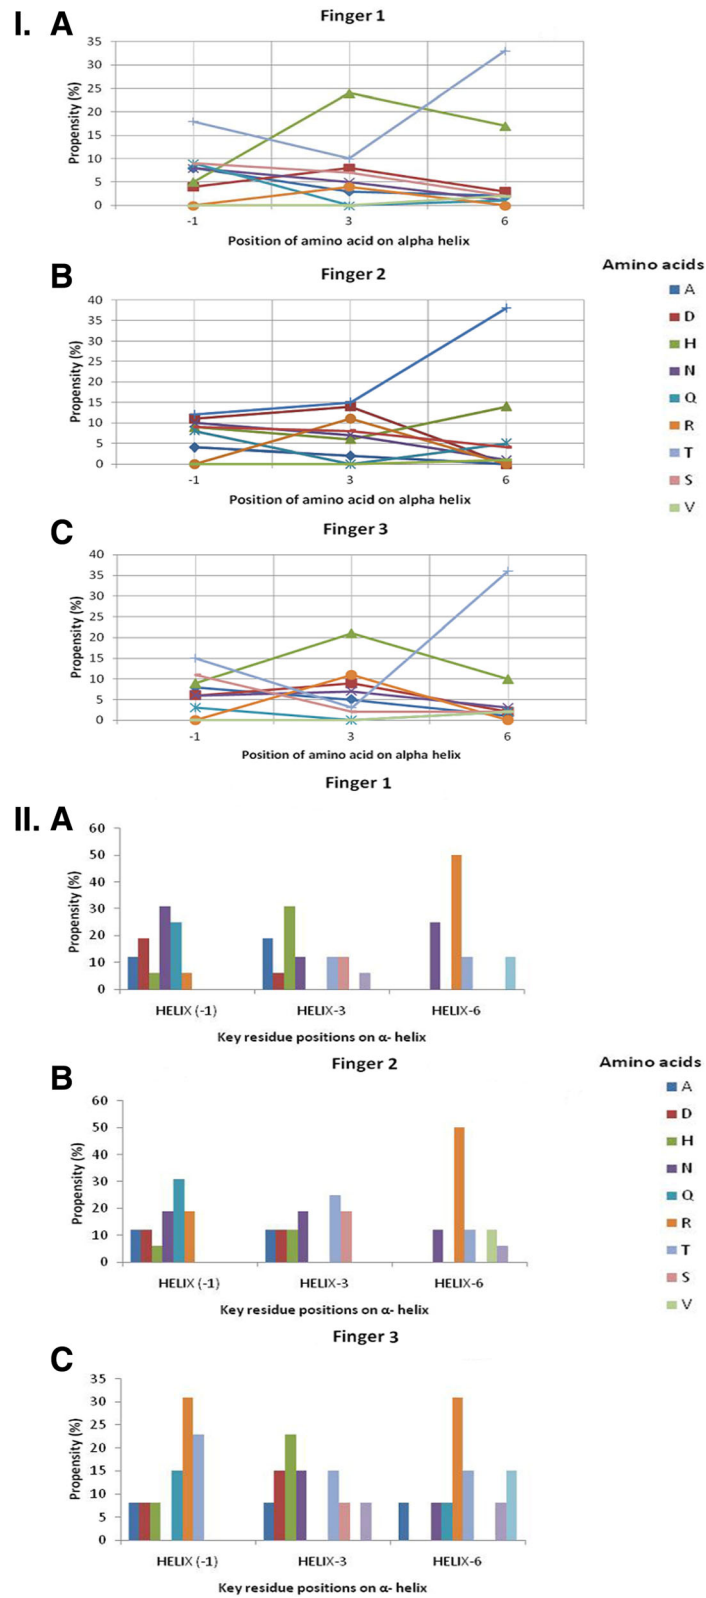 I. A
Finger 1
35
30
25
20
15
10
5
0
Propensity (%)
-1 3 6
Position of amino acid on alpha helix
B
Finger 2
40
35
30
25
20
15
10
5
0
Propensity (%)
-1 3 6
Position of amino acid on alpha helix
Amino acids
A
D
H
N
Q
R
T
S
V
C
Finger 3
40
35
30
25
20
15
10
5
0
Propensity (%)
-1 3 6
Position of amino acid on alpha helix
II. A
Finger 1
60
50
40
30
20
10
0
Propensity (%)
HELIX (-1) HELIX-3 HELIX-6
Key residue positions on α- helix
B
Finger 2
60
50
40
30
20
10
0
Propensity (%)
HELIX (-1) HELIX-3 HELIX-6
Key residue positions on α- helix
Amino acids
A
D
H
N
Q
R
T
S
V
C
Finger 3
35
30
25
20
15
10
5
0
Propensity (%)
HELIX (-1) HELIX-3 HELIX-6
Key residue positions on α- helix